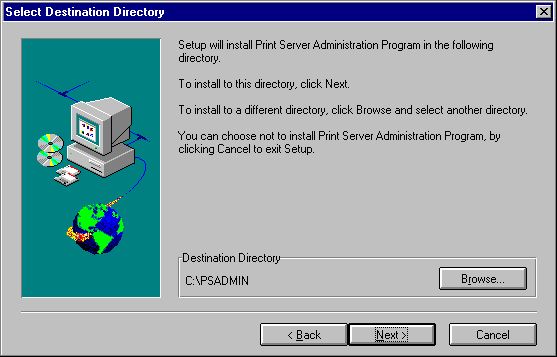 Select Destination Directory
Setup will install Print Server Administration Program in the following
directory.
To install to this directory, click Next.
To install to a different directory, click Browse and select another directory.
You can choose not to install Print Server Administration Program, by
clicking Cancel to exit Setup.
Destination Directory
C:\PSADMIN
Browse...
< Back
Next >
Cancel